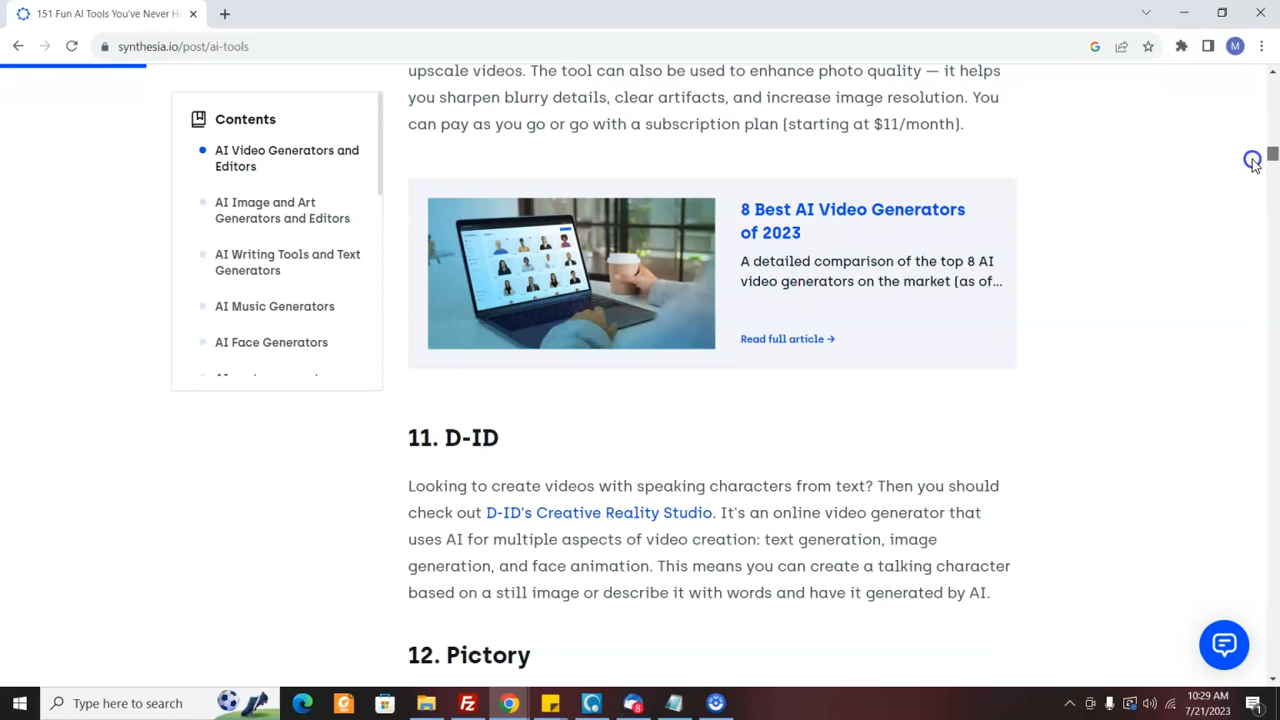 151 Fun AI Tools You've Never H
synthesia.io/post/ai-tools
M
upscale videos. The tool can also be used to enhance photo quality — it helps
you sharpen blurry details, clear artifacts, and increase image resolution. You
can pay as you go or go with a subscription plan (starting at $11/month).
Contents
AI Video Generators and
Editors
AI Image and Art
Generators and Editors
AI Writing Tools and Text
Generators
AI Music Generators
AI Face Generators
8 Best AI Video Generators
of 2023
A detailed comparison of the top 8 AI
video generators on the market (as of...
Read full article →
11. D-ID
Looking to create videos with speaking characters from text? Then you should
check out D-ID's Creative Reality Studio. It's an online video generator that
uses AI for multiple aspects of video creation: text generation, image
generation, and face animation. This means you can create a talking character
based on a still image or describe it with words and have it generated by AI.
12. Pictory
Type here to search
8
10:29 AM
7/21/2023
1